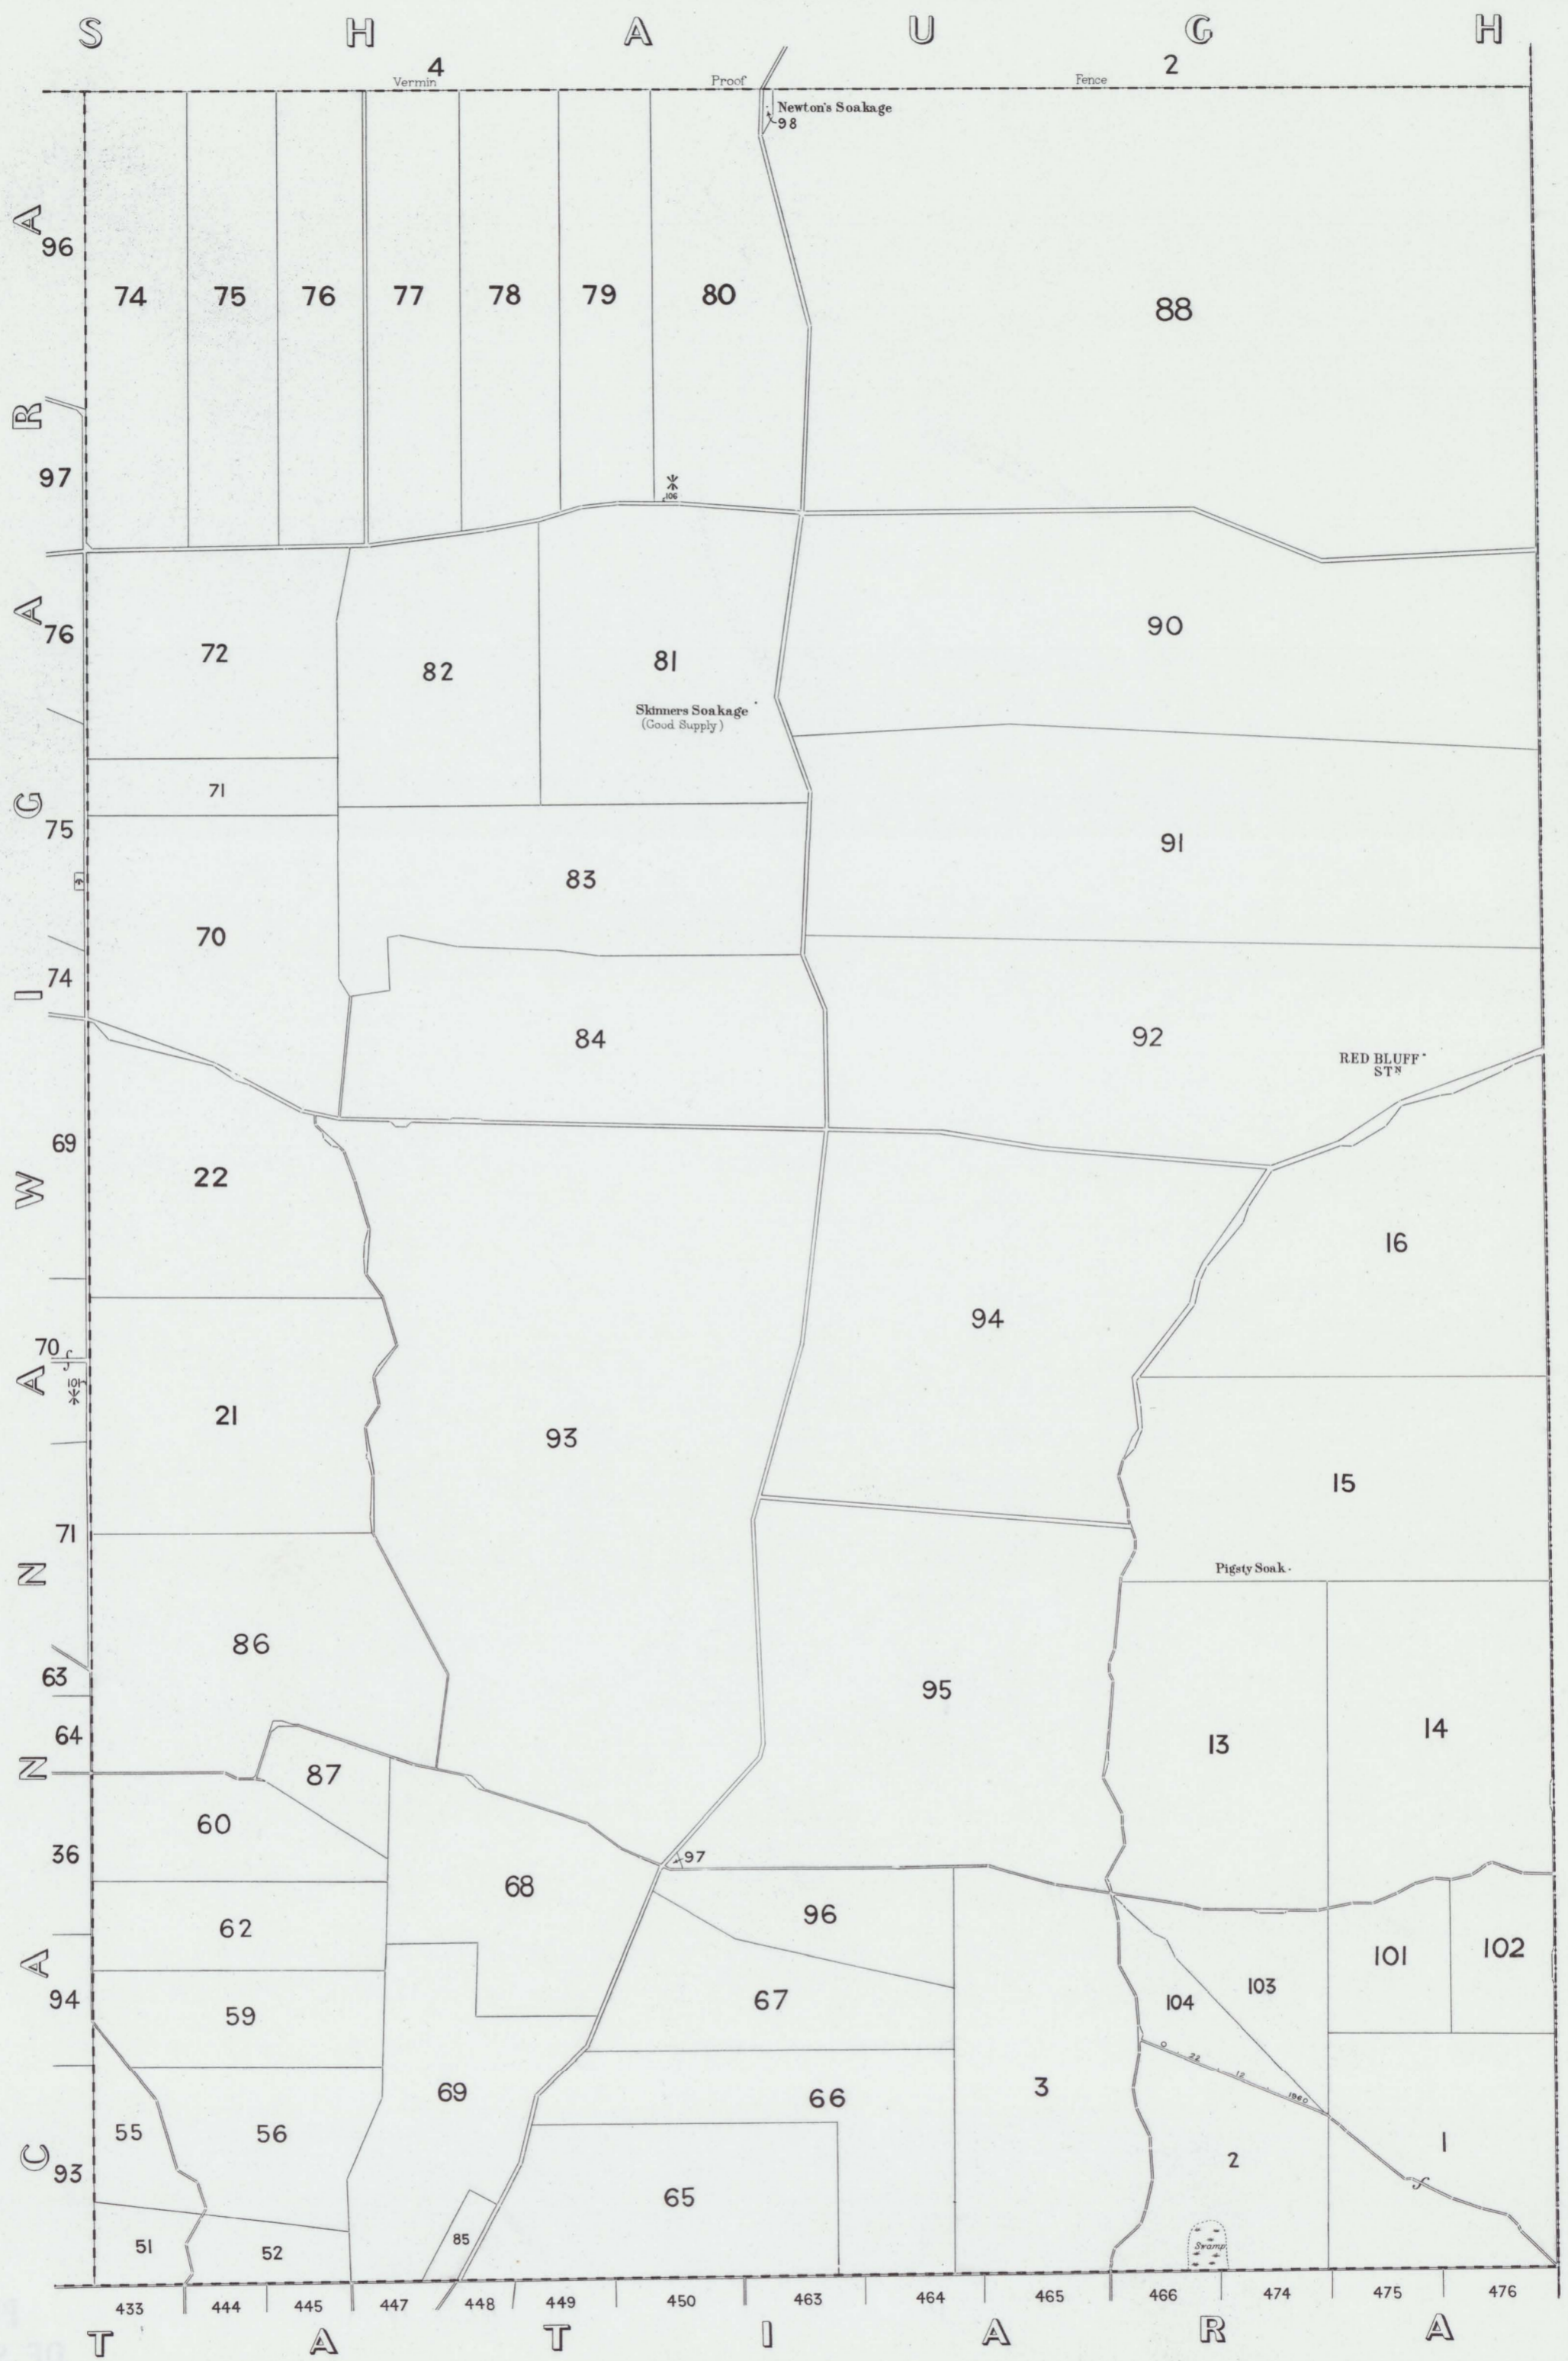 S H A U G H
4 2
Vermin Proof Fence
Newton's Soakage
98
A
96
74 75 76 77 78 79 80 88
R
97
106
A
76
72 82 81 90
Skinners Soakage
(Good Supply)
71
G
75
83 91
70
I
74
84 92
RED BLUFF
STN
69
W
22
16
70
94
A
101
21 93
15
71
N
Pigsty Soak
86
63
95
64
13 14
N
87
60
36
97
68
96
62
A
101 102
94
59
67
103
104
0 22 12 1960
3
69 66
55 56
C
93
2 1
65
51 52 85
Swamp
433 444 445 447 448 449 450 463 464 465 466 474 475 476
T A T I A R A